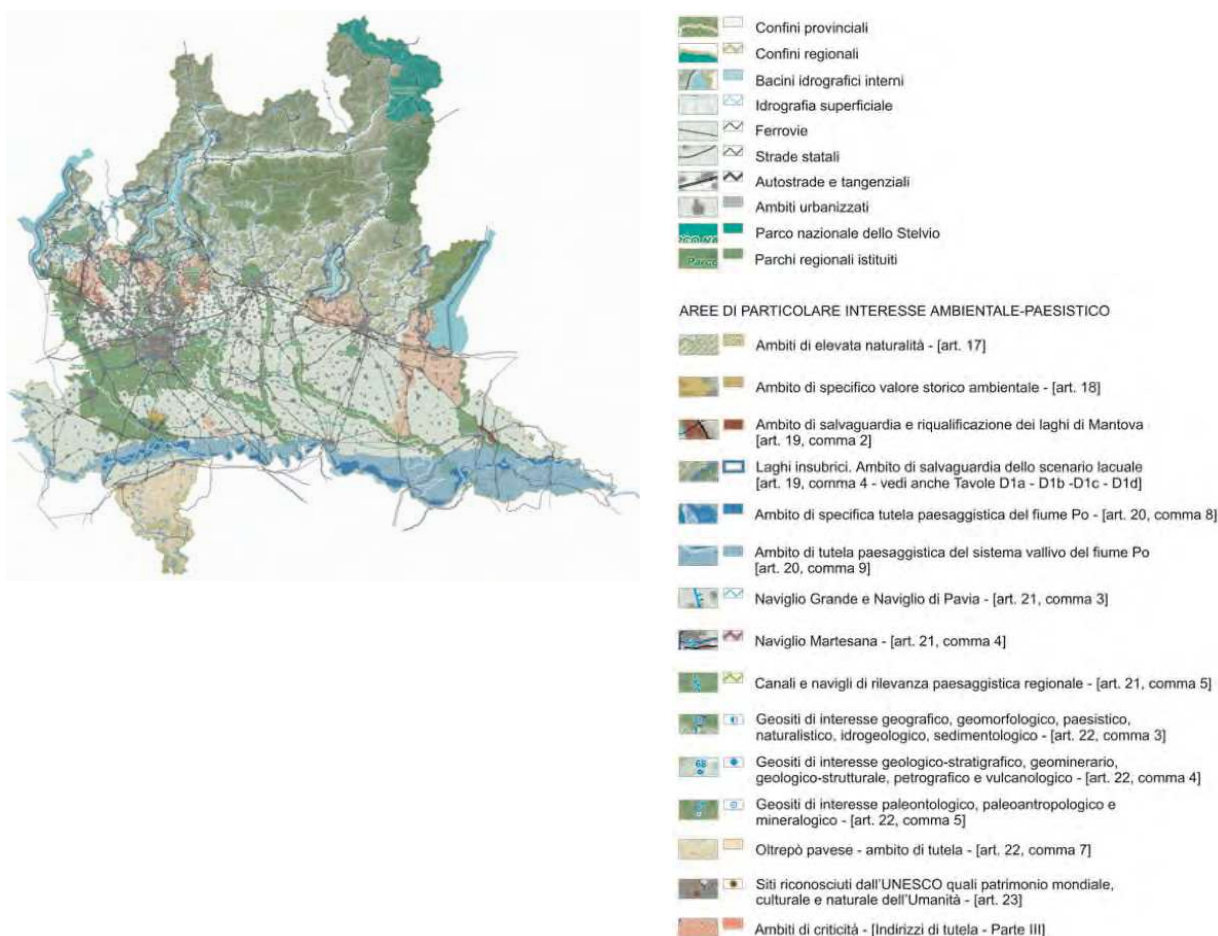 Confini provinciali
Confini regionali
Bacini idrografici interni
Idrografia superficiale
Ferrovie
Strade statali
Autostrade e tangenziali
Ambiti urbanizzati
Parco nazionale dello Stelvio
Parchi regionali istituiti
AREE DI PARTICOLARE INTERESSE AMBIENTALE-PAESISTICO
Ambiti di elevata naturalità - [art. 17]
Ambito di specifico valore storico ambientale - [art. 18]
Ambito di salvaguardia e riqualificazione dei laghi di Mantova
[art. 19, comma 2]
Laghi insubrici. Ambito di salvaguardia dello scenario lacuale
[art. 19, comma 4 - vedi anche Tavole D1a - D1b -D1c - D1d]
Ambito di specifica tutela paesaggistica del fiume Po - [art. 20, comma 8]
Ambito di tutela paesaggistica del sistema vallivo del fiume Po
[art. 20, comma 9]
Naviglio Grande e Naviglio di Pavia - [art. 21, comma 3]
Naviglio Martesana - [art. 21, comma 4]
Canali e navigli di rilevanza paesaggistica regionale - [art. 21, comma 5]
Geositi di interesse geografico, geomorfologico, paesistico,
naturalistico, idrogeologico, sedimentologico - [art. 22, comma 3]
68
Geositi di interesse geologico-stratigrafico, geominerario,
geologico-strutturale, petrografico e vulcanologico - [art. 22, comma 4]
Geositi di interesse paleontologico, paleoantropologico e
mineralogico - [art. 22, comma 5]
Oltrepò pavese - ambito di tutela - [art. 22, comma 7]
Siti riconosciuti dall'UNESCO quali patrimonio mondiale,
culturale e naturale dell'Umanità - [art. 23]
Ambiti di criticità - [Indirizzi di tutela - Parte III]